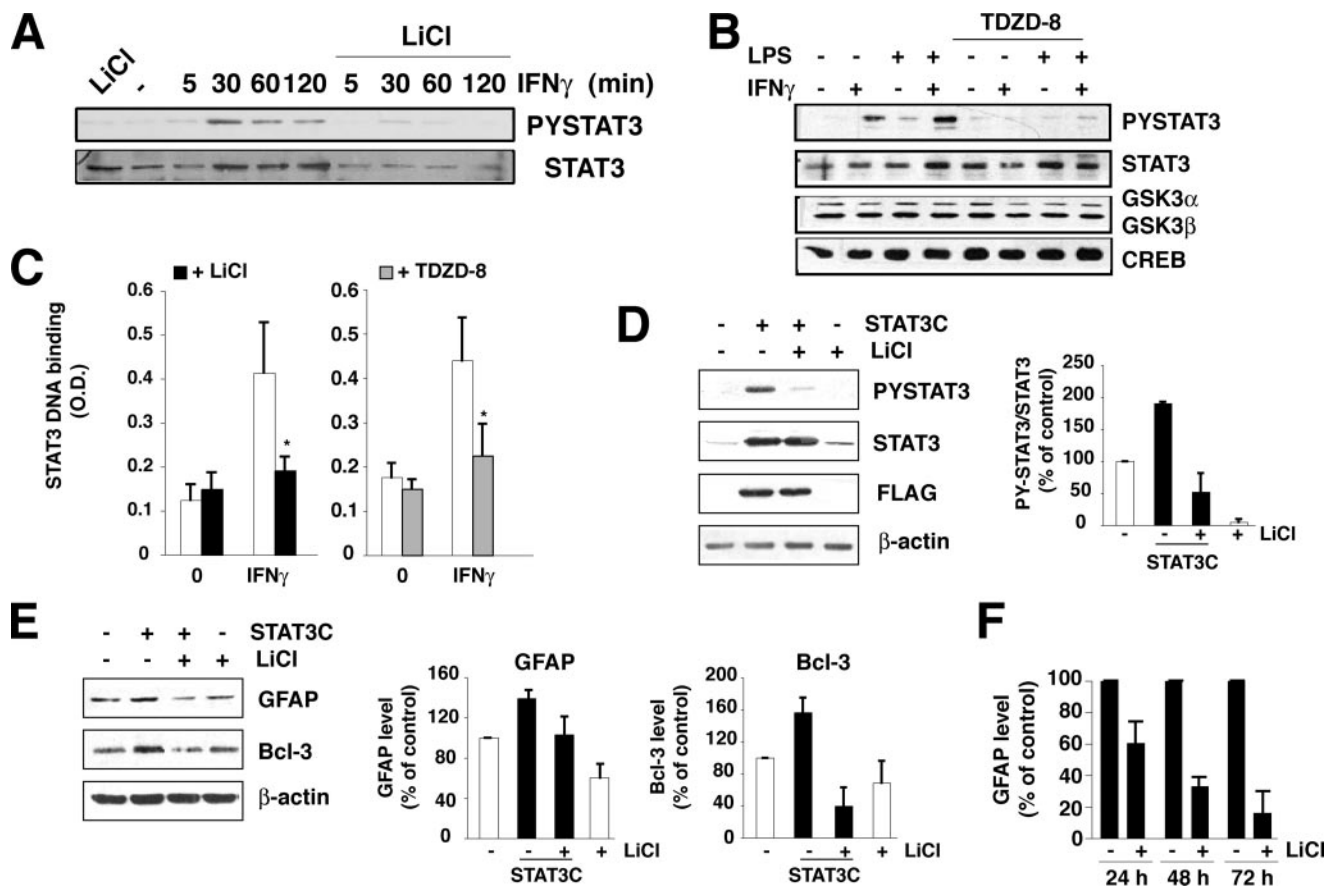 A
LiCl
LiCl - 5 30 60 120 5 30 60 120 IFNγ (min)
PYSTAT3
STAT3
B
TDZD-8
LPS - - + + - - + +
IFNγ - + - + - + - +
PYSTAT3
STAT3
GSK3α
GSK3β
CREB
C
+ LiCl
+ TDZD-8
STAT3 DNA binding
(O.D.)
0.6
0.5
0.4
0.3
0.2
0.1
0
0 IFNγ
0.6
0.5
0.4
0.3
0.2
0.1
0
0 IFNγ
*
*
D
- + + - STAT3C
- - + + LiCl
PYSTAT3
STAT3
FLAG
β-actin
PY-STAT3/STAT3
(% of control)
250
200
150
100
50
0
- - + + LiCl
STAT3C
E
- + + - STAT3C
- - + + LiCl
GFAP
Bcl-3
β-actin
GFAP
GFAP level
(% of control)
160
120
80
40
0
- - + + LiCl
STAT3C
Bcl-3
Bcl-3 level
(% of control)
200
160
120
80
40
0
- - + + LiCl
STAT3C
F
GFAP level
(% of control)
100
80
60
40
20
0
- + - + - + LiCl
24 h 48 h 72 h